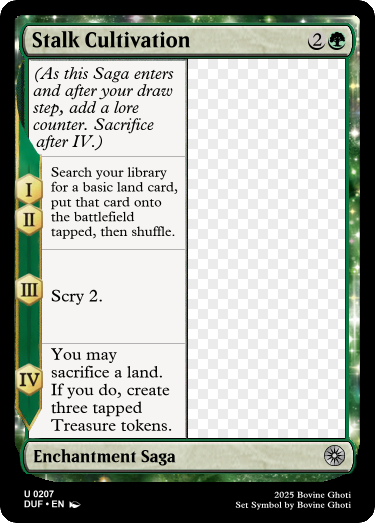 Stalk Cultivation 2
(As this Saga enters
and after your draw
step, add a lore
counter. Sacrifice
after IV.)
I
II
Search your library
for a basic land card,
put that card onto
the battlefield
tapped, then shuffle.
III
Scry 2.
IV
You may
sacrifice a land.
If you do, create
three tapped
Treasure tokens.
Enchantment Saga
U 0207
DUF • EN
2025 Bovine Ghoti
Set Symbol by Bovine Ghoti